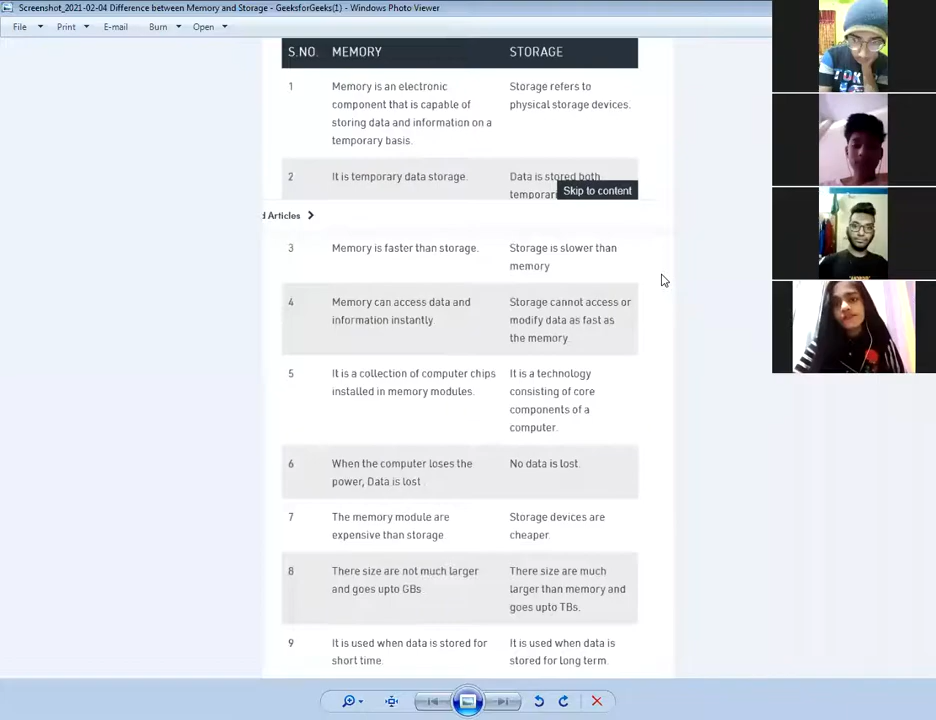 Screenshot_2021-02-04 Difference between Memory and Storage - GeeksforGeeks(1) - Windows Photo Viewer
File Print E-mail Burn Open
S.NO. MEMORY STORAGE
1 Memory is an electronic Storage refers to
component that is capable of physical storage devices.
storing data and information on a
temporary basis.
2 It is temporary data storage. Data is stored both
Skip to content
d Articles
3 Memory is faster than storage. Storage is slower than
memory
4 Memory can access data and Storage cannot access or
information instantly modify data as fast as
the memory
5 It is a collection of computer chips It is a technology
installed in memory modules. consisting of core
components of a
computer.
6 When the computer loses the No data is lost.
power, Data is lost
7 The memory module are Storage devices are
expensive than storage cheaper
8 There size are not much larger There size are much
and goes upto GBs larger than memory and
goes upto TBs.
9 It is used when data is stored for It is used when data is
short time stored for long term.
TOK